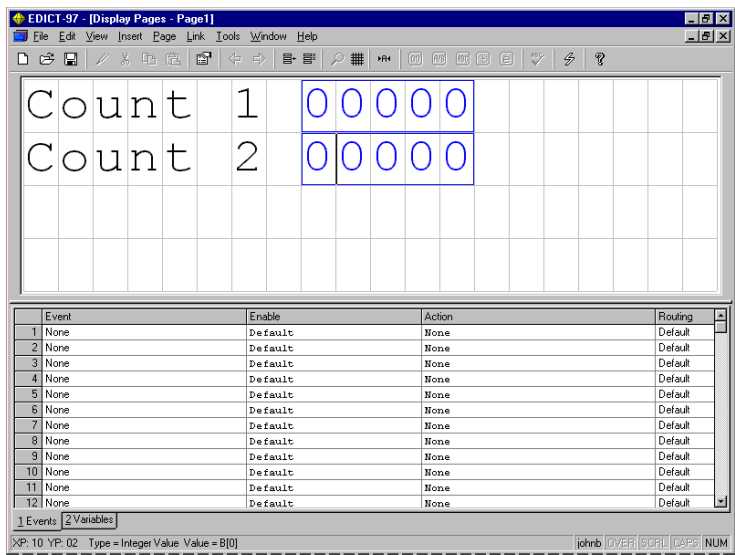 EDICT-97 - [Display Pages - Page1]
File Edit View Insert Page Link Tools Window Help
Count 1 00000
Count 2 00000
Event Enable Action Routing
1 None Default None Default
2 None Default None Default
3 None Default None Default
4 None Default None Default
5 None Default None Default
6 None Default None Default
7 None Default None Default
8 None Default None Default
9 None Default None Default
10 None Default None Default
11 None Default None Default
12 None Default None Default
1 Events 2 Variables
XP: 10 YP: 02 Type = Integer Value Value = B[0] johnb OVER SCRL CAPS NUM